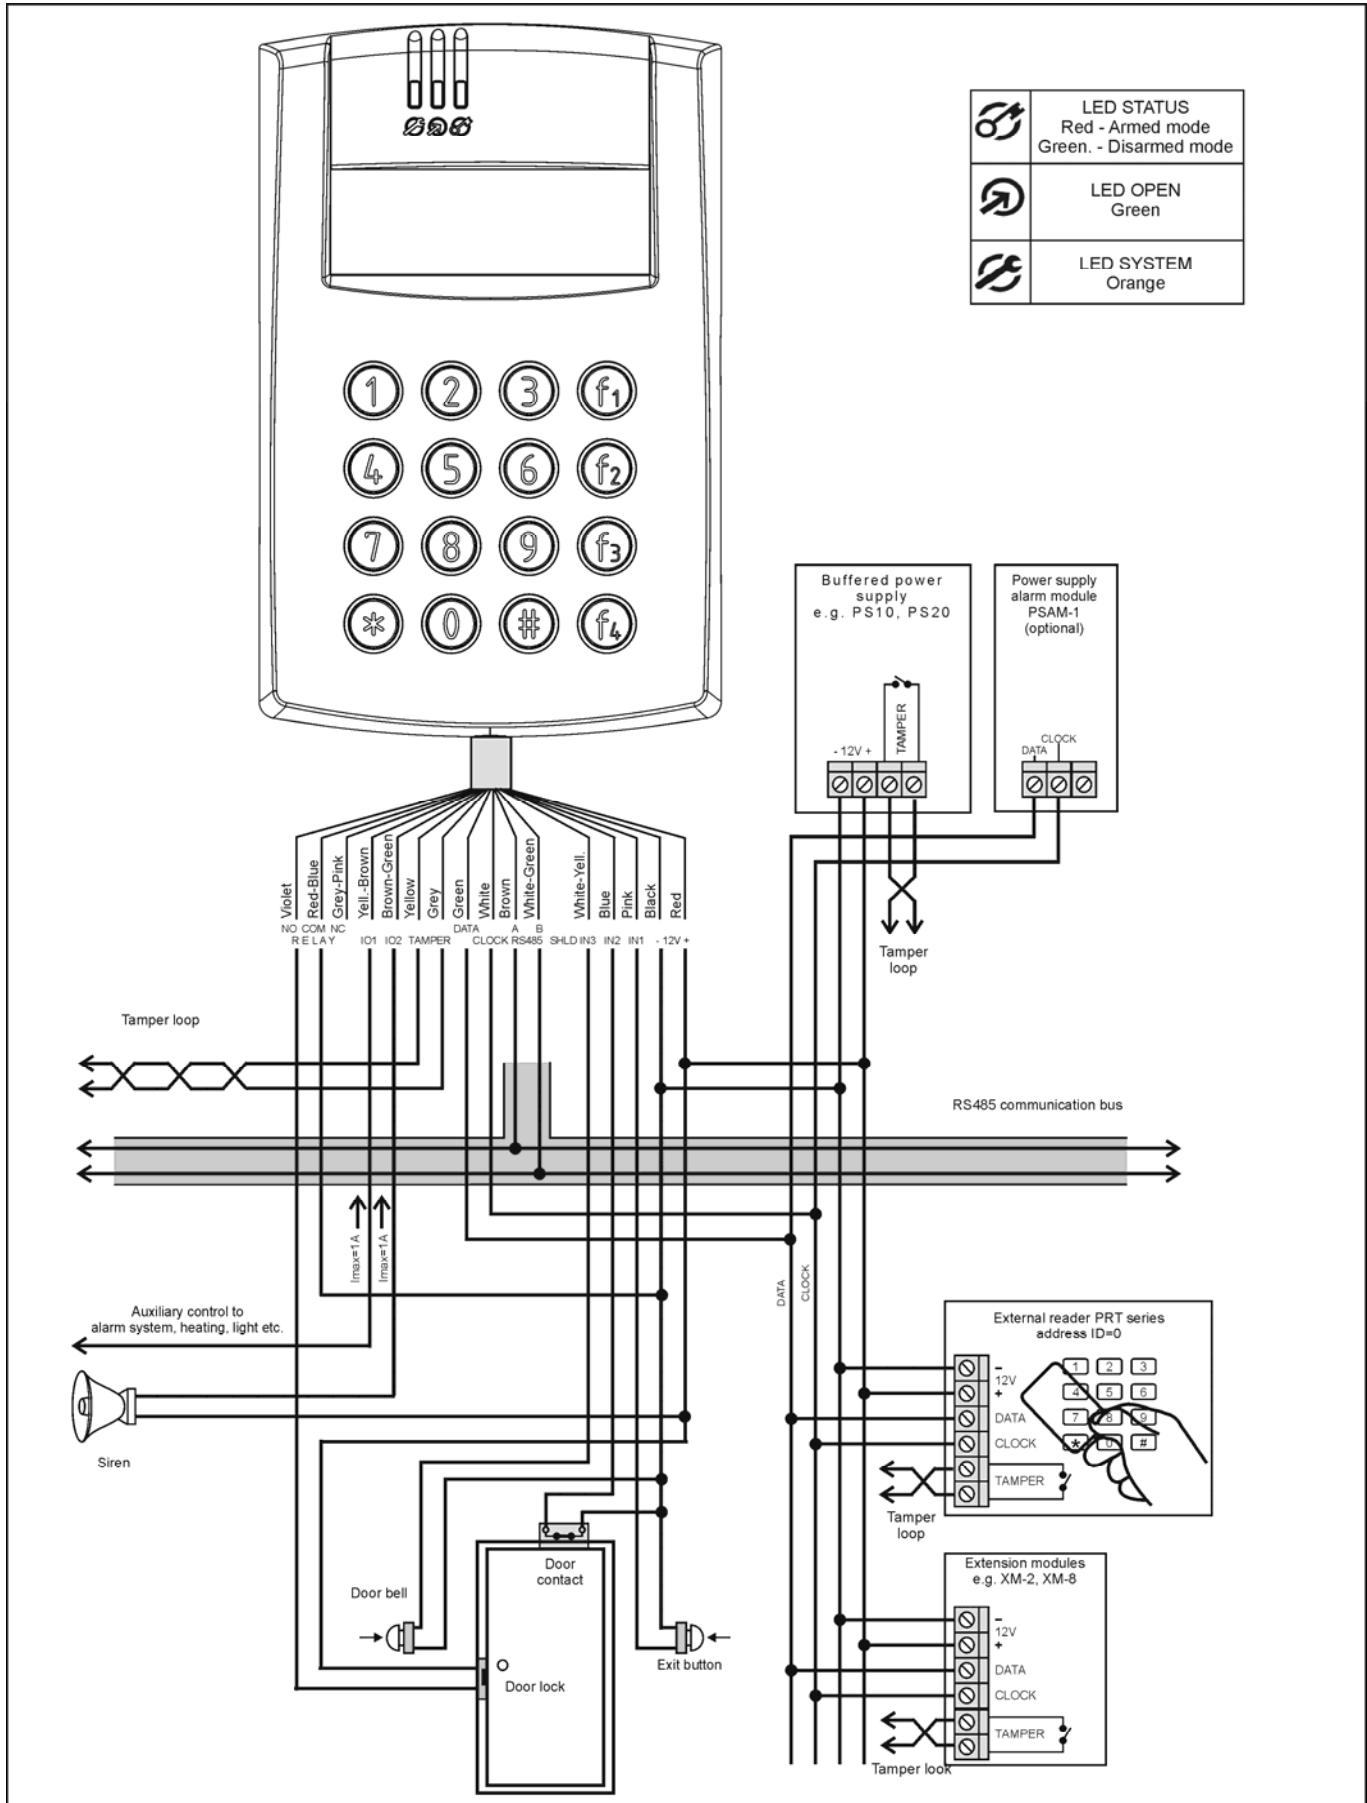 LED STATUS
Red - Armed mode
Green. - Disarmed mode
LED OPEN
Green
LED SYSTEM
Orange
1 2 3 f1
4 5 6 f2
7 8 9 f3
* 0 # f4
Buffered power
supply
e.g. PS10, PS20
- 12V +
TAMPER
Power supply
alarm module
PSAM-1
(optional)
CLOCK
DATA
Violet
Red-Blue
Grey-Pink
Yell.-Brown
Brown-Green
Yellow
Grey
Green
White
Brown
White-Green
White-Yell.
Blue
Pink
Black
Red
NO COM NC DATA A B
RELAY IO1 IO2 TAMPER CLOCK RS485 SHLD IN3 IN2 IN1 - 12V +
Tamper
loop
Tamper loop
RS485 communication bus
Imax=1A
Imax=1A
DATA
CLOCK
Auxiliary control to
alarm system, heating, light etc.
Siren
External reader PRT series
address ID=0
–
12V
+
DATA
CLOCK
TAMPER
1 2 3
4 5 6
7 8 9
* 0 #
Tamper
loop
Door
contact
Door bell
Door lock
Exit button
Extension modules
e.g. XM-2, XM-8
–
12V
+
DATA
CLOCK
TAMPER
Tamper look